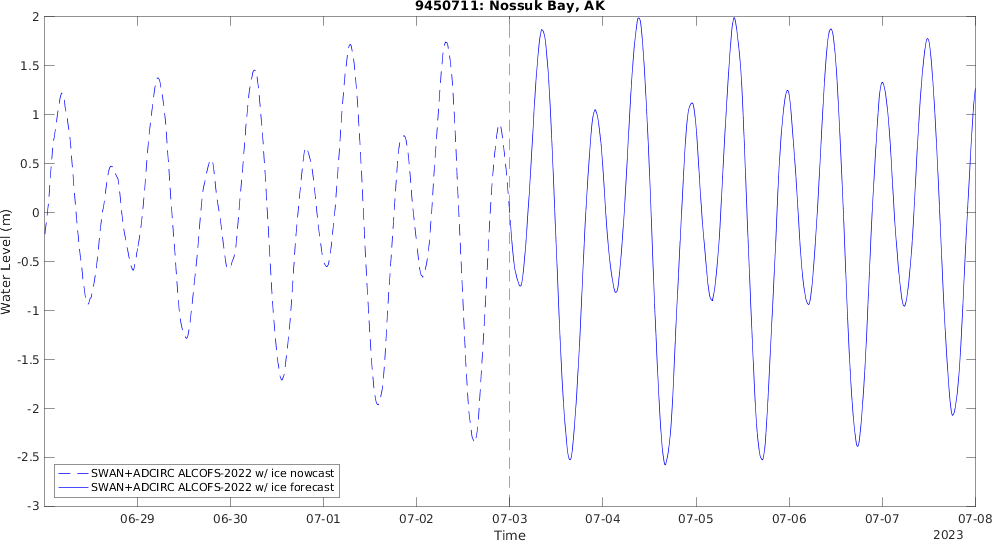 9450711: Nossuk Bay, AK
2
1.5
1
0.5
0
-0.5
-1
-1.5
-2
-2.5
-3
Water Level (m)
SWAN+ADCIRC ALCOFS-2022 w/ ice nowcast
SWAN+ADCIRC ALCOFS-2022 w/ ice forecast
06-29 06-30 07-01 07-02 07-03 07-04 07-05 07-06 07-07 07-08
Time
2023